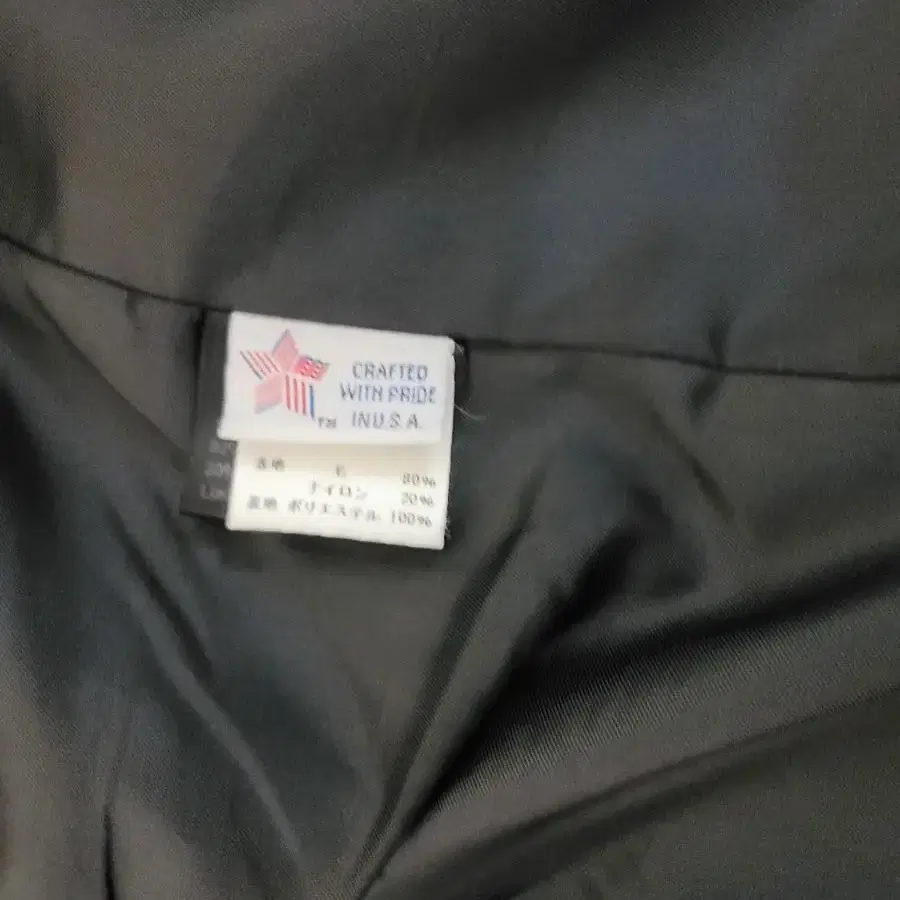 CRAFTED
WITH PRIDE
IN U.S.A.
TM
表地 毛 80%
ナイロン 20%
裏地 ポリエステル 100%